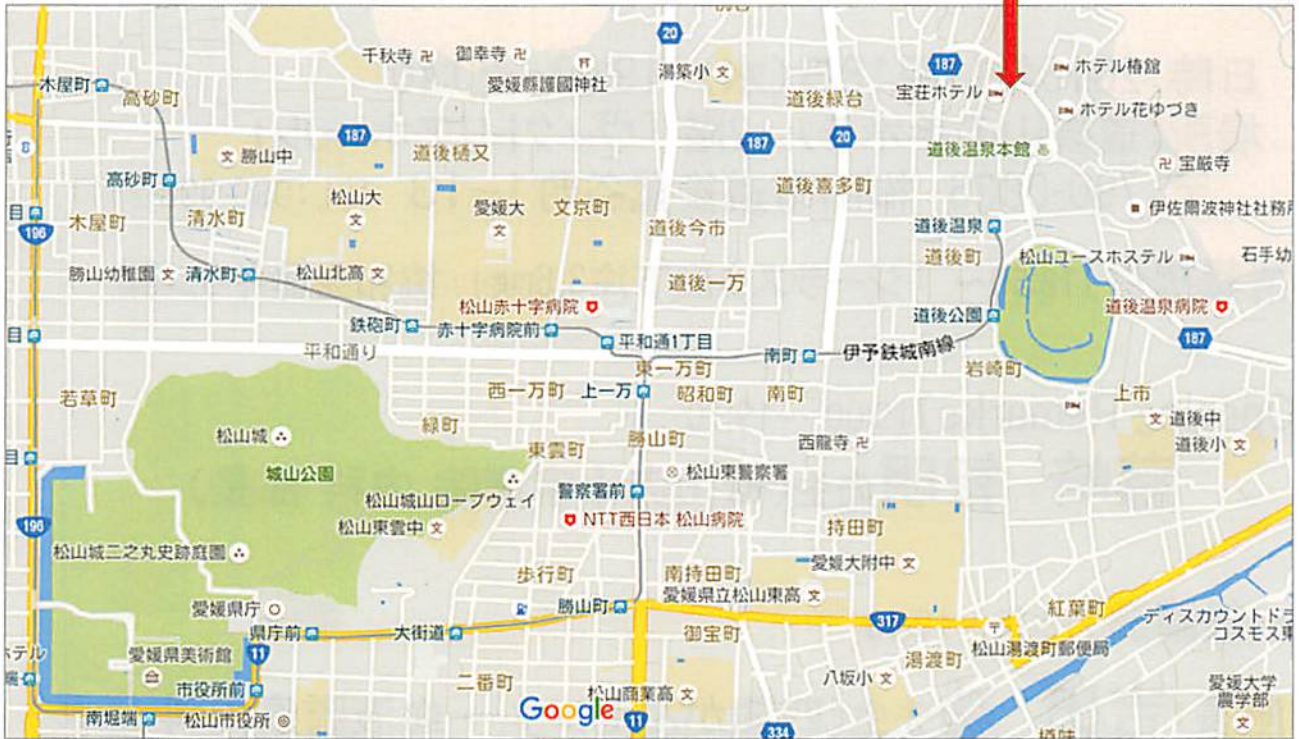 20
千秋寺
御幸寺
湯築小
187
ホテル椿館
木屋町
愛媛縣護國神社
宝荘ホテル
高砂町
道後緑台
ホテル花ゆづき
187
187
20
勝山中
道後樋又
道後温泉本館
宝厳寺
高砂町
道後喜多町
松山大
愛媛大
文京町
伊佐爾波神社社務所
木屋町
清水町
道後今市
道後温泉
目
196
道後町
松山ユースホステル
石手幼
勝山幼稚園
清水町
松山北高
道後一万
松山赤十字病院
道後温泉病院
道後公園
鉄砲町
赤十字病院前
目
平和通1丁目
187
平和通り
南町
伊予鉄城南線
東一万町
岩崎町
若草町
西一万町
上一万
昭和町
南町
上市
緑町
道後中
松山城
勝山町
西龍寺
道後小
東雲町
目
城山公園
松山東警察署
松山城山ロープウェイ
警察署前
196
松山東雲中
NTT西日本 松山病院
持田町
松山城二之丸史跡庭園
愛媛大附中
歩行町
南持田町
愛媛県立松山東高
愛媛県庁
勝山町
紅葉町
県庁前
大街道
317
ディスカウントドラ
コスモス東
御宝町
ホテル
愛媛県美術館
11
松山湯渡町郵便局
湯渡町
端
市役所前
二番町
八坂小
愛媛大学
農学部
松山商業高
Google
南堀端
松山市役所
11
334
樽味